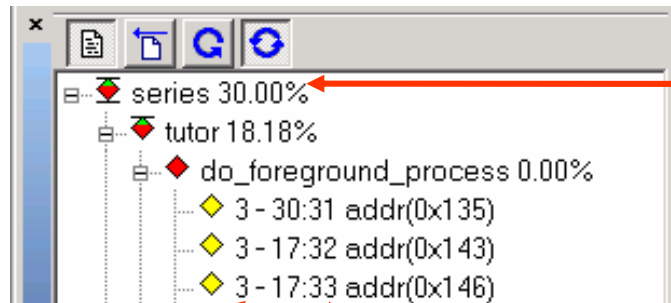 series 30.00%
tutor 18.18%
do_foreground_process 0.00%
3 - 30:31 addr(0x135)
3 - 17:32 addr(0x143)
3 - 17:33 addr(0x146)